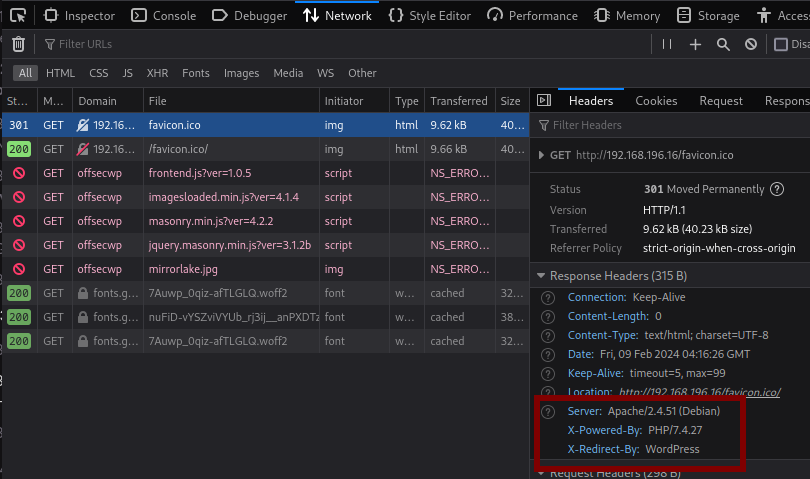 Inspector Console Debugger Network Style Editor Performance Memory Storage Access
Filter URLs Disa
All HTML CSS JS XHR Fonts Images Media WS Other
St… M… Domain File Initiator Type Transferred Size
Headers Cookies Request Respons
301 GET 192.16… favicon.ico img html 9.62 kB 40…
200 GET 192.16… /favicon.ico/ img html 9.66 kB 40…
GET offsecwp frontend.js?ver=1.0.5 script NS_ERRO…
GET offsecwp imagesloaded.min.js?ver=4.1.4 script NS_ERRO…
GET offsecwp masonry.min.js?ver=4.2.2 script NS_ERRO…
GET offsecwp jquery.masonry.min.js?ver=3.1.2b script NS_ERRO…
GET offsecwp mirrorlake.jpg img NS_ERRO…
200 GET fonts.g… 7Auwp_0qiz-afTLGLQ.woff2 font w… cached 32…
200 GET fonts.g… nuFiD-vYSZviVYUb_rj3ij__anPXDTz font w… cached 38…
200 GET fonts.g… 7Auwp_0qiz-afTLGLQ.woff2 font w… cached 32…
Filter Headers
GET http://192.168.196.16/favicon.ico
Status 301 Moved Permanently ?
Version HTTP/1.1
Transferred 9.62 kB (40.23 kB size)
Referrer Policy strict-origin-when-cross-origin
Response Headers (315 B)
? Connection: Keep-Alive
? Content-Length: 0
? Content-Type: text/html; charset=UTF-8
? Date: Fri, 09 Feb 2024 04:16:26 GMT
? Keep-Alive: timeout=5, max=99
? Location: http://192.168.196.16/favicon.ico/
? Server: Apache/2.4.51 (Debian)
X-Powered-By: PHP/7.4.27
X-Redirect-By: WordPress
Request Headers (298 B)